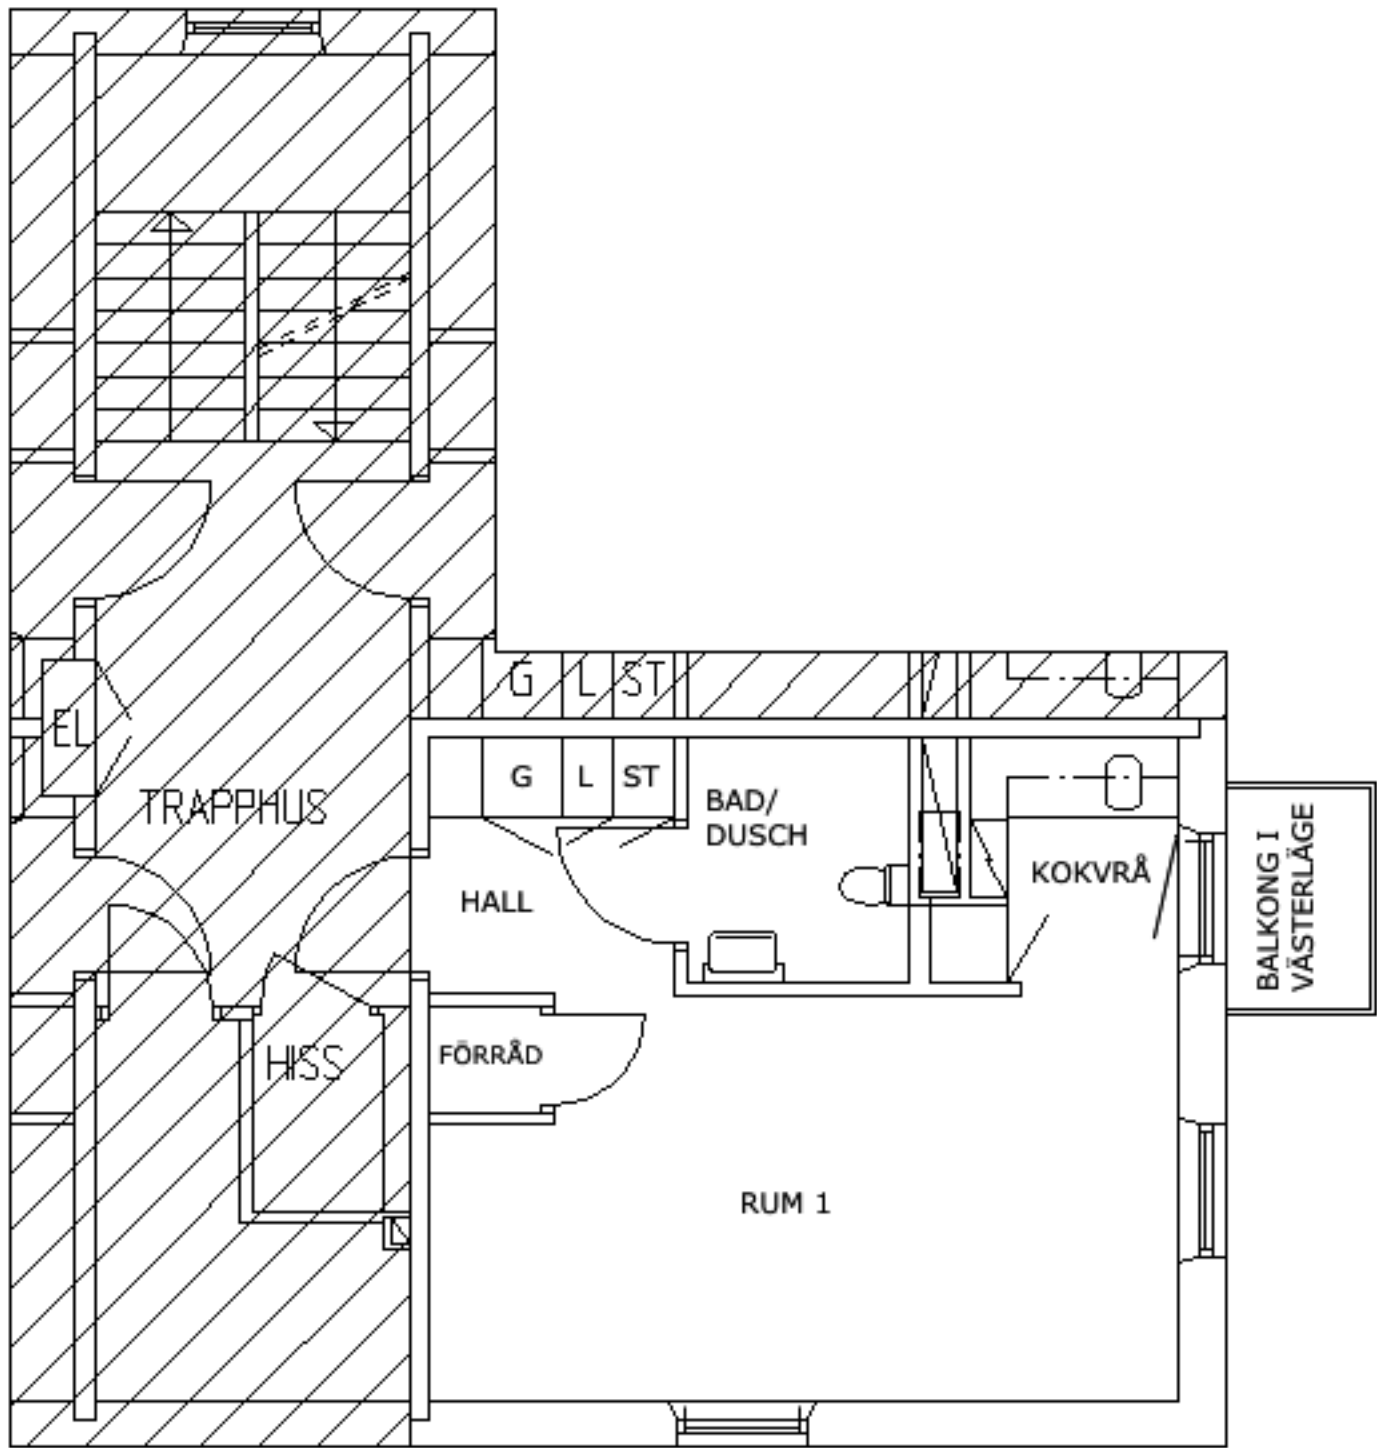 G L ST
EL
G L ST
TRAPPHUS
BAD/
DUSCH
HALL
KOKVRÅ
BALKONG I
VÄSTERLÄGE
HISS
FÖRRÅD
RUM 1